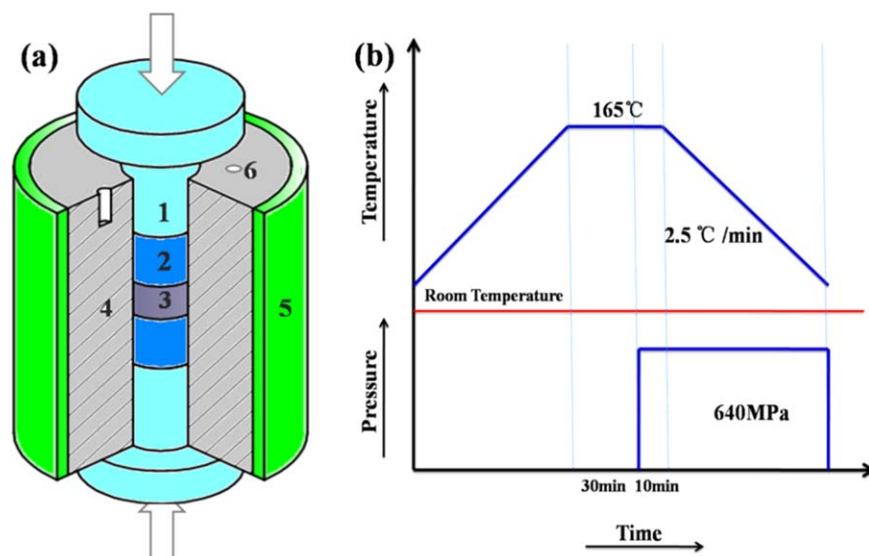 (a)
1
2
3
4
5
6
(b)
Temperature
165℃
2.5 ℃ /min
Room Temperature
Pressure
640MPa
30min 10min
Time